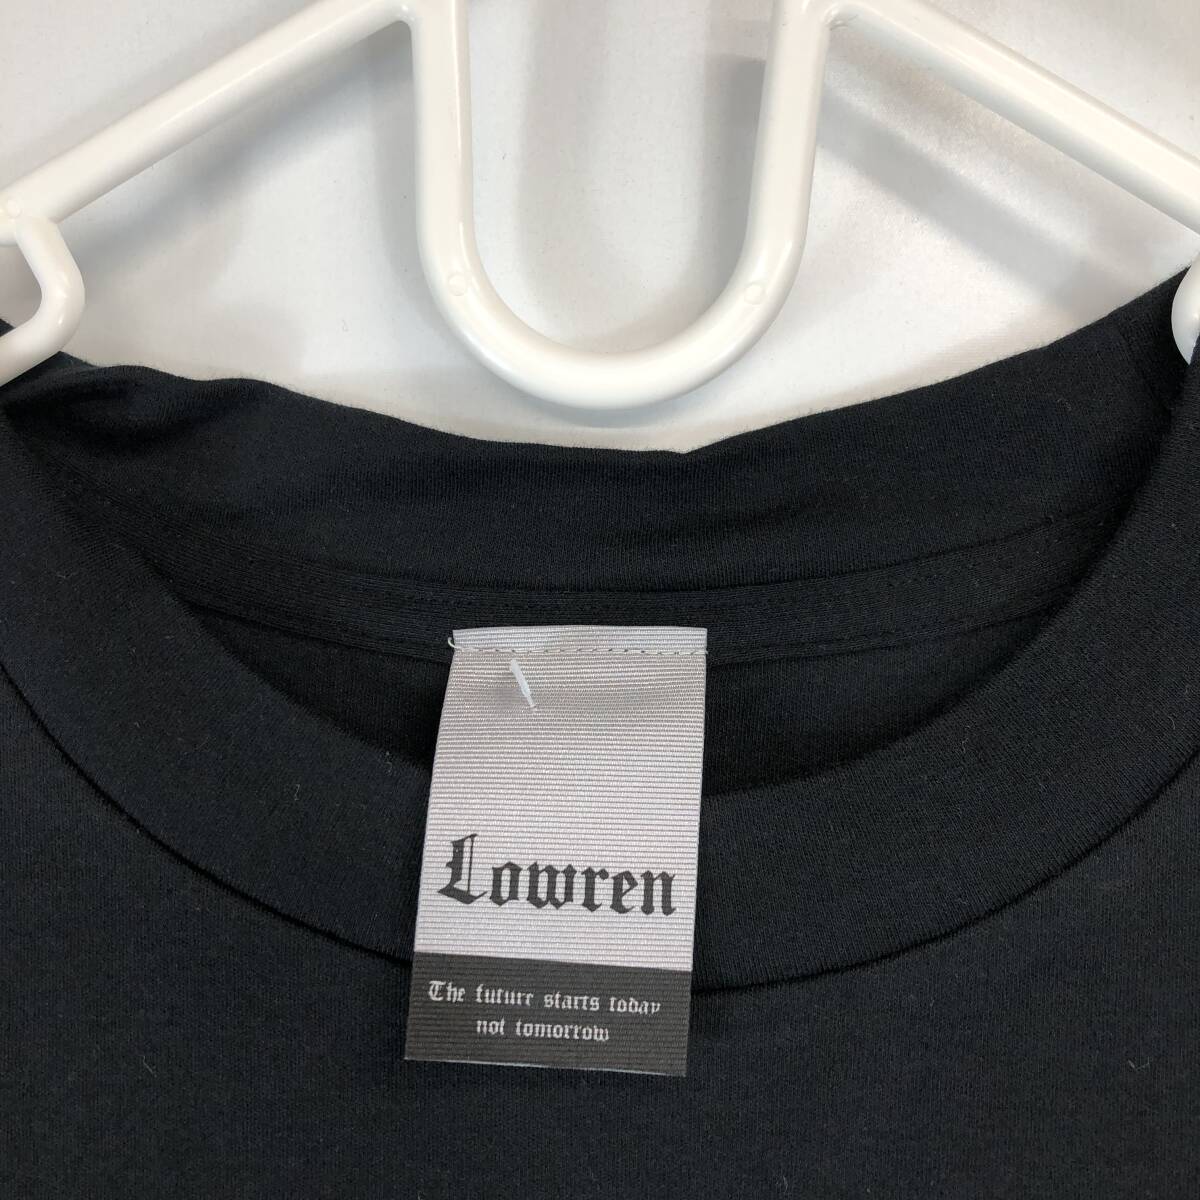 Lowren
The future starts today
not tomorrow